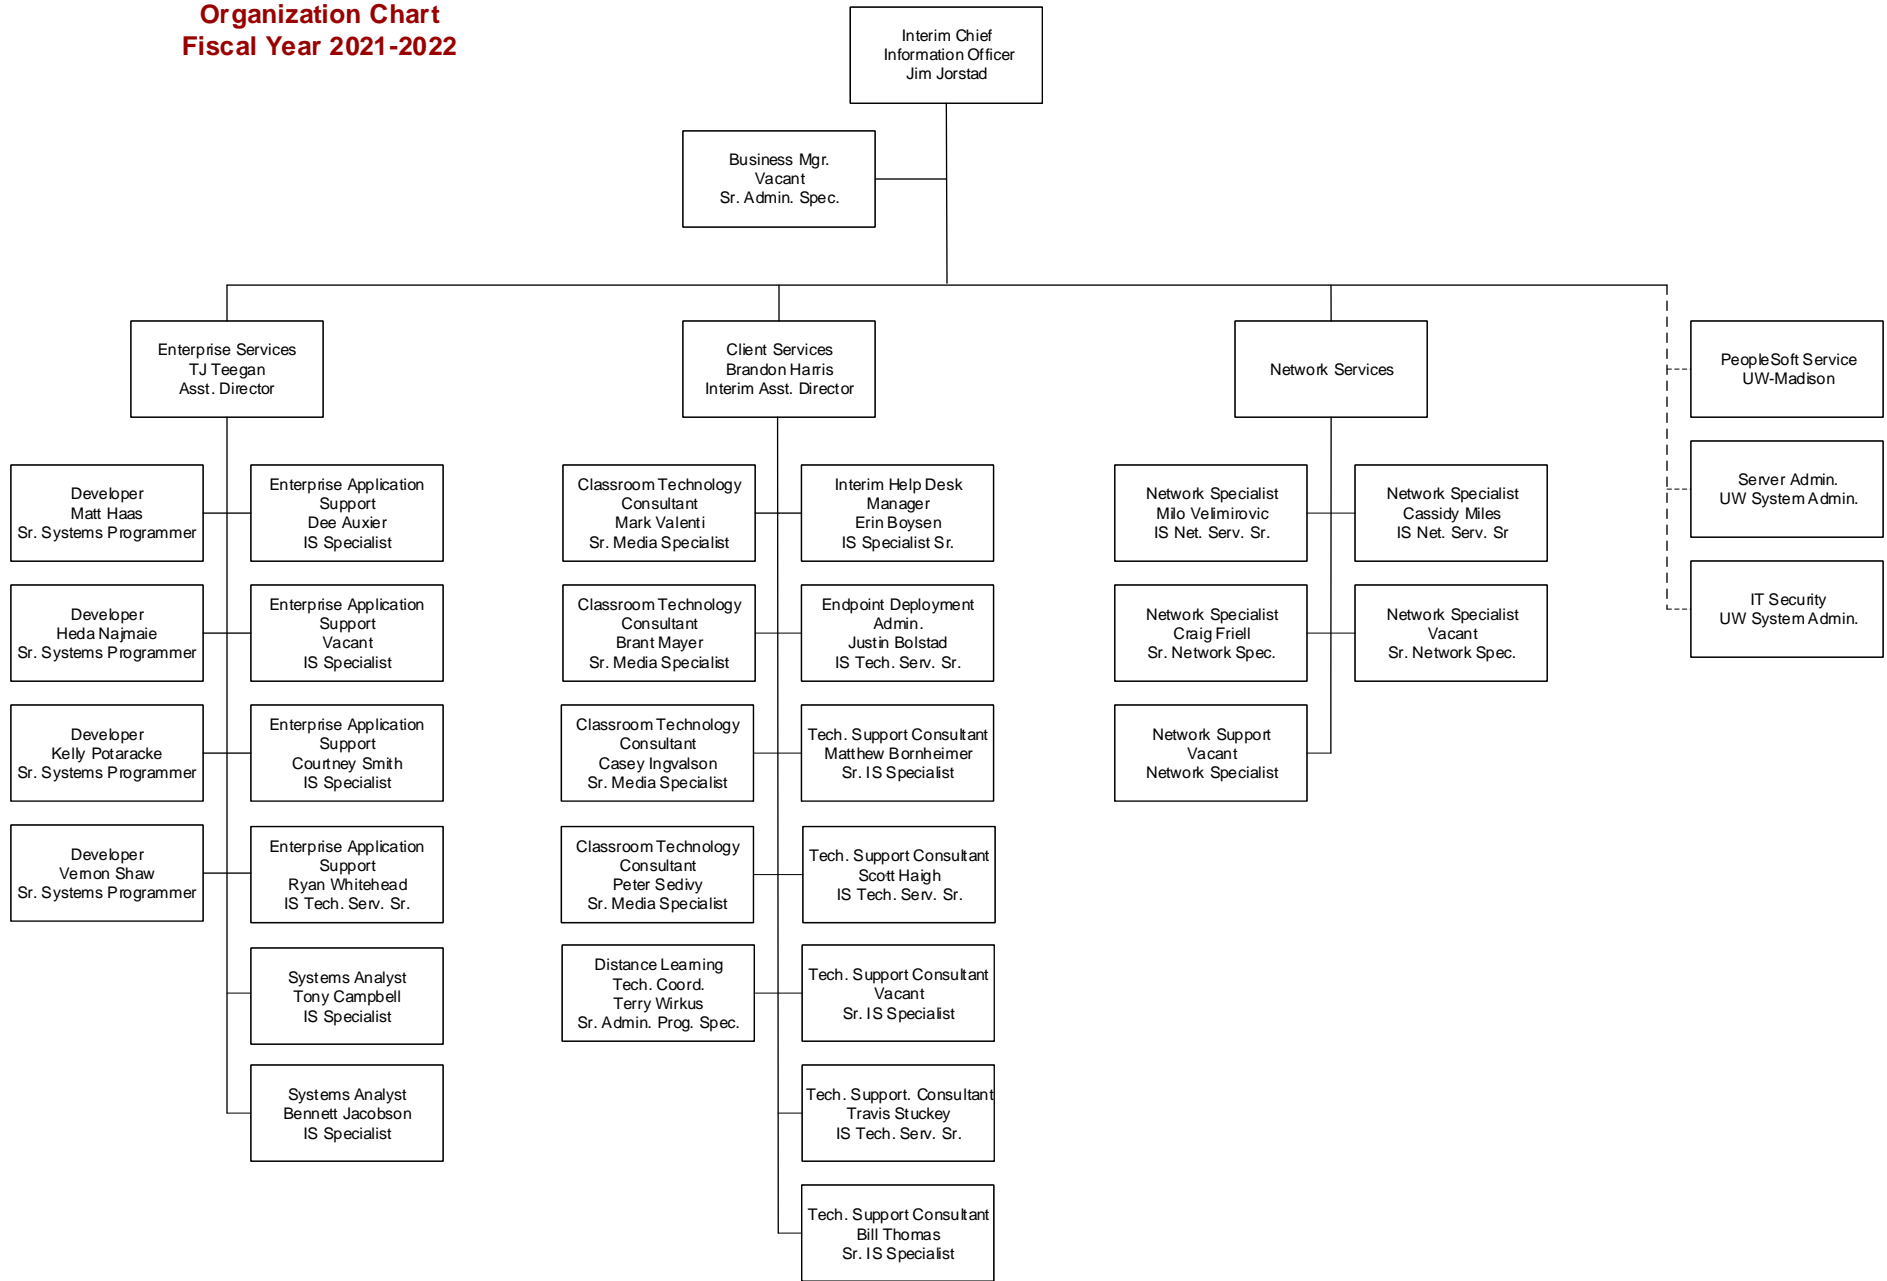 Organization Chart
Fiscal Year 2021-2022
Interim Chief
Information Officer
Jim Jorstad
Business Mgr.
Vacant
Sr. Admin. Spec.
Enterprise Services
TJ Teegan
Asst. Director
Client Services
Brandon Harris
Interim Asst. Director
Network Services
PeopleSoft Service
UW-Madison
Server Admin.
UW System Admin.
IT Security
UW System Admin.
Developer
Matt Haas
Sr. Systems Programmer
Enterprise Application
Support
Dee Auxier
IS Specialist
Developer
Heda Najmaie
Sr. Systems Programmer
Enterprise Application
Support
Vacant
IS Specialist
Developer
Kelly Potaracke
Sr. Systems Programmer
Enterprise Application
Support
Courtney Smith
IS Specialist
Developer
Vernon Shaw
Sr. Systems Programmer
Enterprise Application
Support
Ryan Whitehead
IS Tech. Serv. Sr.
Systems Analyst
Tony Campbell
IS Specialist
Systems Analyst
Bennett Jacobson
IS Specialist
Classroom Technology
Consultant
Mark Valenti
Sr. Media Specialist
Interim Help Desk
Manager
Erin Boysen
IS Specialist Sr.
Classroom Technology
Consultant
Brant Mayer
Sr. Media Specialist
Endpoint Deployment
Admin.
Justin Bolstad
IS Tech. Serv. Sr.
Classroom Technology
Consultant
Casey Ingvalson
Sr. Media Specialist
Tech. Support Consultant
Matthew Bornheimer
Sr. IS Specialist
Classroom Technology
Consultant
Peter Sedivy
Sr. Media Specialist
Tech. Support Consultant
Scott Haigh
IS Tech. Serv. Sr.
Distance Learning
Tech. Coord.
Terry Wirkus
Sr. Admin. Prog. Spec.
Tech. Support Consultant
Vacant
Sr. IS Specialist
Tech. Support. Consultant
Travis Stuckey
IS Tech. Serv. Sr.
Tech. Support Consultant
Bill Thomas
Sr. IS Specialist
Network Specialist
Milo Velimirovic
IS Net. Serv. Sr.
Network Specialist
Cassidy Miles
IS Net. Serv. Sr
Network Specialist
Craig Friell
Sr. Network Spec.
Network Specialist
Vacant
Sr. Network Spec.
Network Support
Vacant
Network Specialist